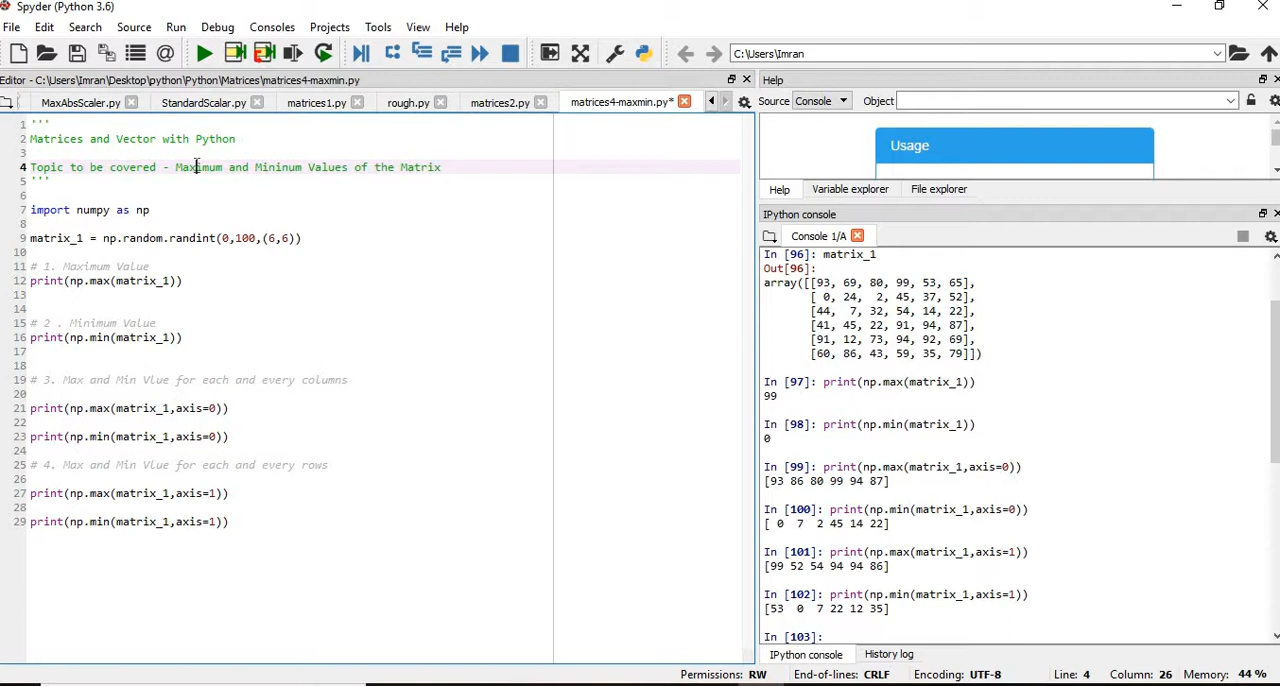 Spyder (Python 3.6)
File Edit Search Source Run Debug Consoles Projects Tools View Help
C:\Users\Imran
Editor - C:\Users\Imran\Desktop\python\Python\Matrices\matrices4-maxmin.py
MaxAbsScaler.py StandardScalar.py matrices1.py rough.py matrices2.py matrices4-maxmin.py*
1 '''
2 Matrices and Vector with Python
3
4 Topic to be covered - Maximum and Mininum Values of the Matrix
5 '''
6
7 import numpy as np
8
9 matrix_1 = np.random.randint(0,100,(6,6))
10
11 # 1. Maximum Value
12 print(np.max(matrix_1))
13
14
15 # 2 . Minimum Value
16 print(np.min(matrix_1))
17
18
19 # 3. Max and Min Vlue for each and every columns
20
21 print(np.max(matrix_1,axis=0))
22
23 print(np.min(matrix_1,axis=0))
24
25 # 4. Max and Min Vlue for each and every rows
26
27 print(np.max(matrix_1,axis=1))
28
29 print(np.min(matrix_1,axis=1))
Help
Source Console Object
Usage
Help Variable explorer File explorer
IPython console
Console 1/A
In [96]: matrix_1
Out[96]:
array([[93, 69, 80, 99, 53, 65],
[ 0, 24, 2, 45, 37, 52],
[44, 7, 32, 54, 14, 22],
[41, 45, 22, 91, 94, 87],
[91, 12, 73, 94, 92, 69],
[60, 86, 43, 59, 35, 79]])
In [97]: print(np.max(matrix_1))
99
In [98]: print(np.min(matrix_1))
0
In [99]: print(np.max(matrix_1,axis=0))
[93 86 80 99 94 87]
In [100]: print(np.min(matrix_1,axis=0))
[ 0 7 2 45 14 22]
In [101]: print(np.max(matrix_1,axis=1))
[99 52 54 94 94 86]
In [102]: print(np.min(matrix_1,axis=1))
[53 0 7 22 12 35]
In [103]:
IPython console History log
Permissions: RW End-of-lines: CRLF Encoding: UTF-8 Line: 4 Column: 26 Memory: 44 %